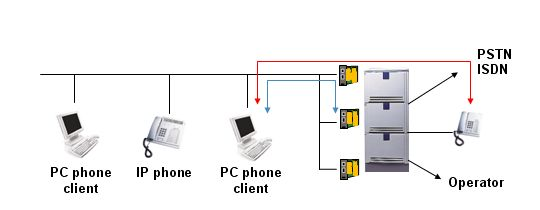 PSTN
ISDN
PC phone
client
IP phone
PC phone
client
Operator